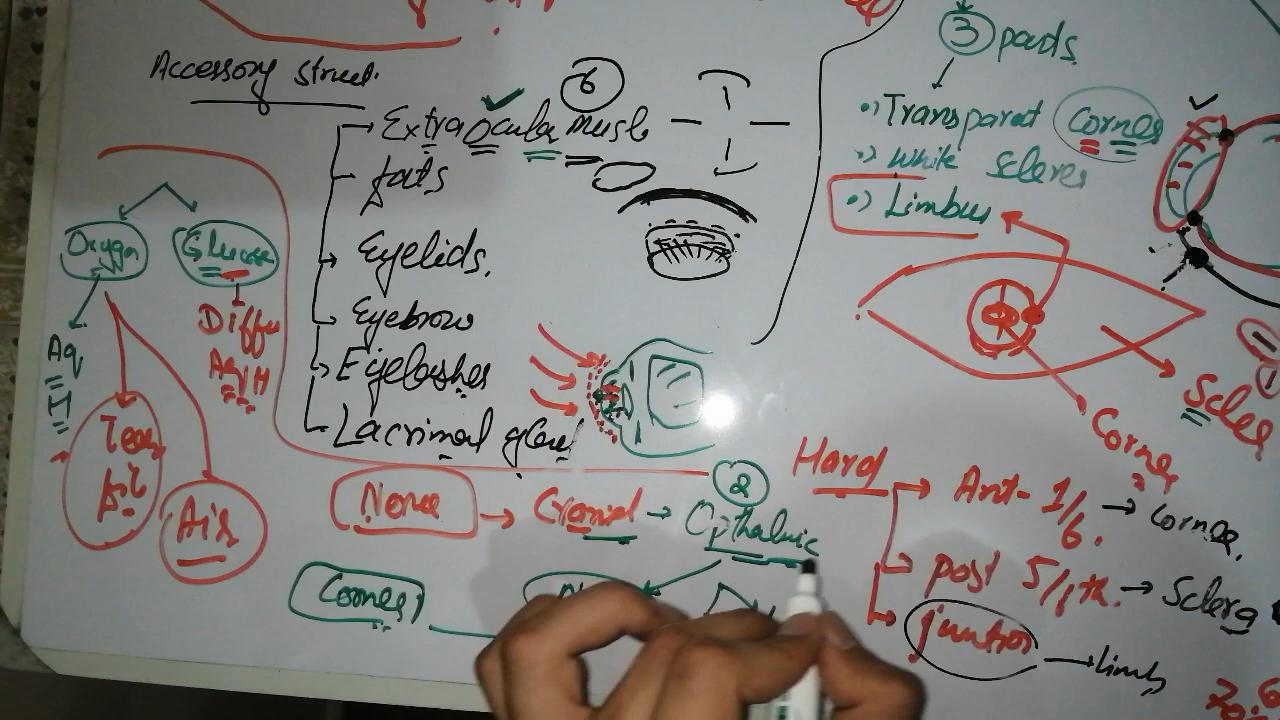 Accessory struct.
6
Extraocular musl
fats
Eyelids,
Eyebrow
Eyelashes
Lacrimal gland
Oxygen
Glucose
Aq
Diffu
Aq/H
Tear
Air
Nerve → Cranial → Opthalmic
2
Cornea
3 parts
Transparent Cornea
White Sclera
Limbus
Sclera
Cornea
Hard
Ant- 1/6. → Cornea,
post 5/6th. → Sclera
junction → limb